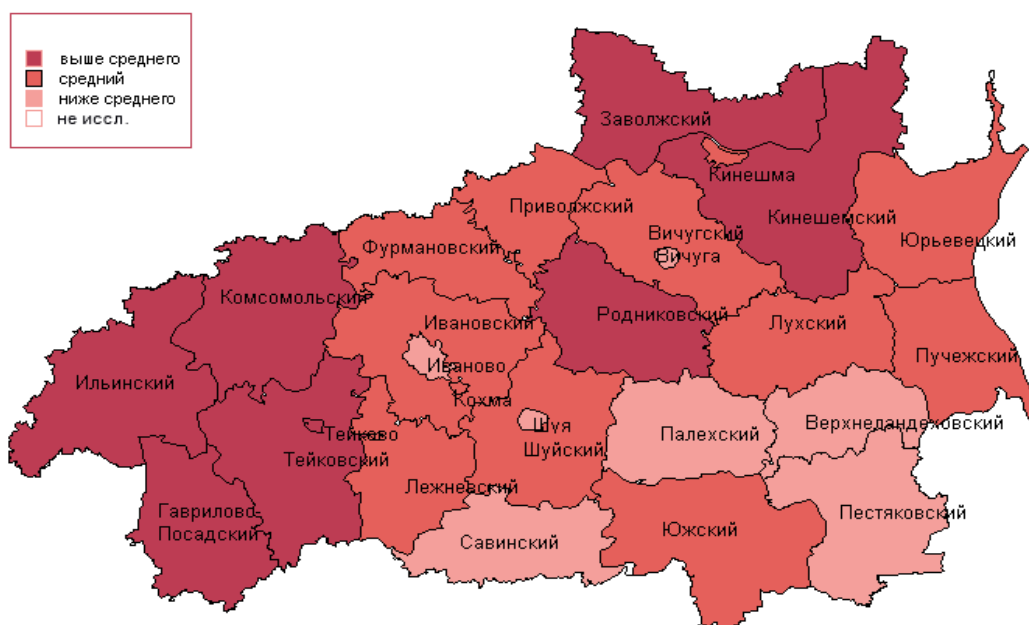 выше среднего
средний
ниже среднего
не иссл.
Заволжский
Кинешма
Приволжский
Кинешемский
Вичугский
Вичуга
Юрьевецкий
Фурмановский
Комсомольский
Родниковский
Ивановский
Лухский
Пучежский
Иваново
Ильинский
Кохма
Верхнеландеховский
Шуя
Тейково
Палехский
Шуйский
Тейковский
Лежневский
Гаврилово
Посадский
Пестяковский
Южский
Савинский